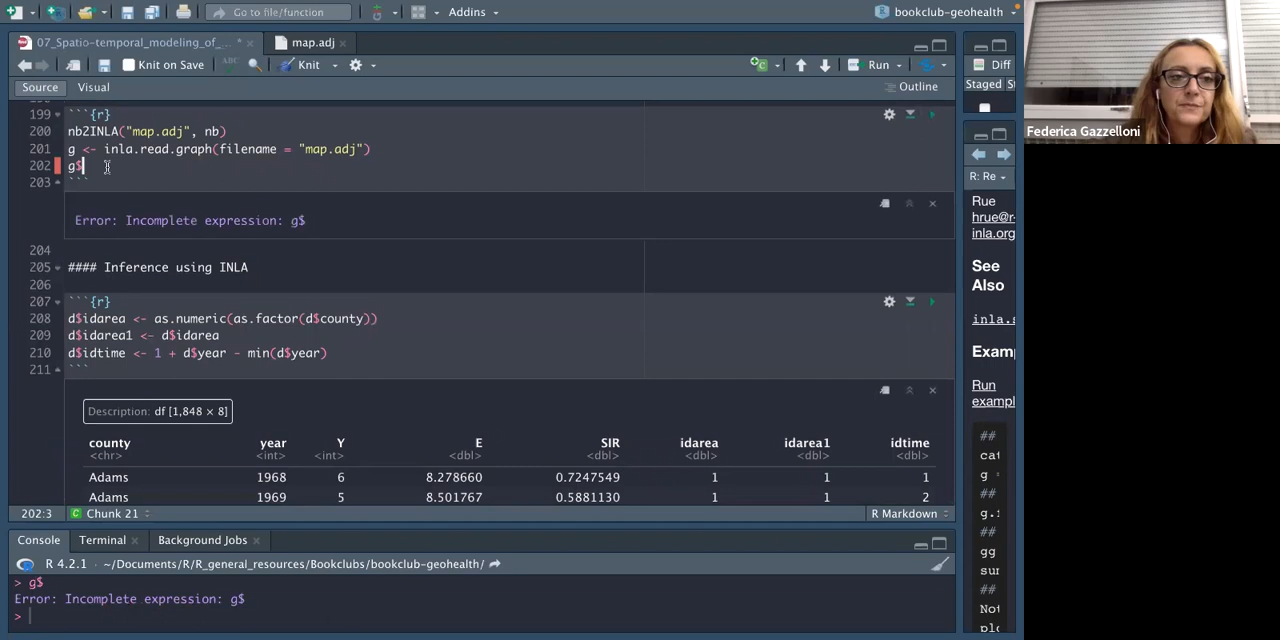 Go to file/function
Addins
bookclub-geohealth
07_Spatio-temporal_modeling_of_... *
map.adj
Knit on Save
Knit
Run
Source
Visual
Outline
199
```{r}
200
nb2INLA("map.adj", nb)
201
g <- inla.read.graph(filename = "map.adj")
202
g$
203
```
Error: Incomplete expression: g$
204
205
#### Inference using INLA
206
207
```{r}
208
d$idarea <- as.numeric(as.factor(d$county))
209
d$idarea1 <- d$idarea
210
d$idtime <- 1 + d$year - min(d$year)
211
```
Description: df [1,848 × 8]
county year Y E SIR idarea idarea1 idtime
<chr> <int> <int> <dbl> <dbl> <dbl> <dbl> <dbl>
Adams 1968 6 8.278660 0.7247549 1 1 1
Adams 1969 5 8.501767 0.5881130 1 1 2
202:3
Chunk 21
R Markdown
Console
Terminal
Background Jobs
R 4.2.1 · ~/Documents/R/R_general_resources/Bookclubs/bookclub-geohealth/
> g$
Error: Incomplete expression: g$
>
Diff
Staged
R: Re
Rue
hrue@r-
inla.org
See
Also
inla.s
Exam
Run
exampl
##
cat
g =
##
g.
##
gg
sum
##
Not
plo
Federica Gazzelloni